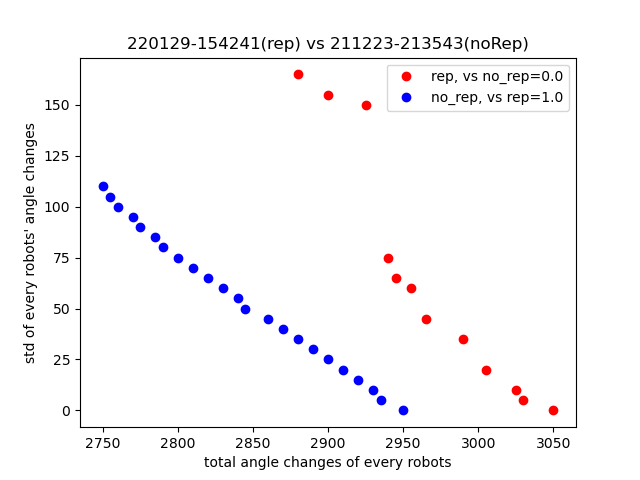 220129-154241(rep) vs 211223-213543(noRep)
rep, vs no_rep=0.0
no_rep, vs rep=1.0
std of every robots' angle changes
150
125
100
75
50
25
0
2750 2800 2850 2900 2950 3000 3050
total angle changes of every robots